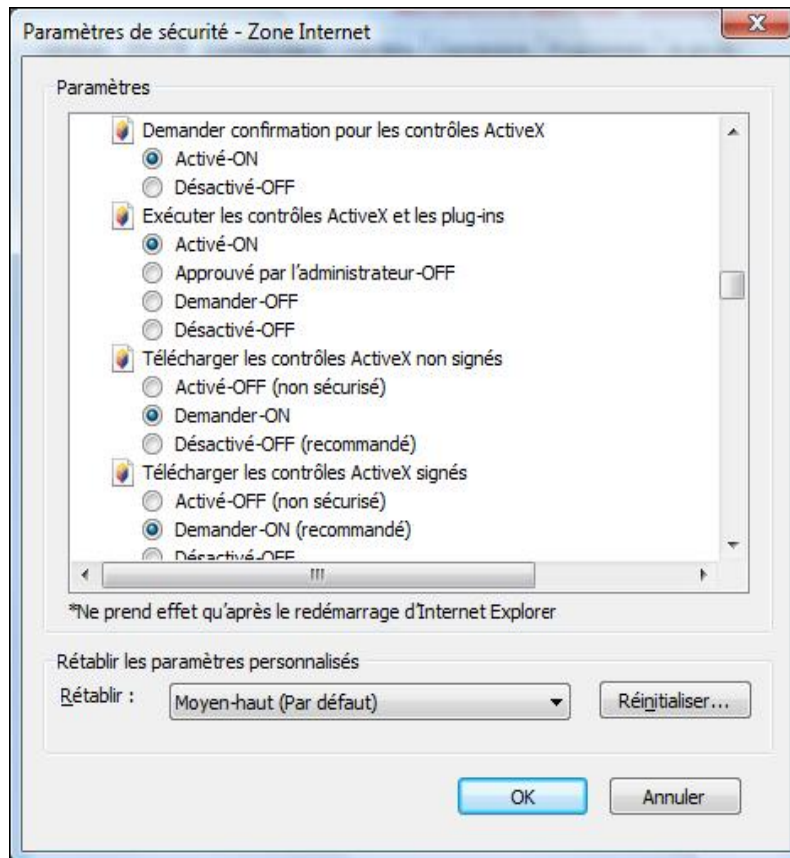 Paramètres de sécurité - Zone Internet
Paramètres
Demander confirmation pour les contrôles ActiveX
Activé-ON
Désactivé-OFF
Exécuter les contrôles ActiveX et les plug-ins
Activé-ON
Approuvé par l'administrateur-OFF
Demander-OFF
Désactivé-OFF
Télécharger les contrôles ActiveX non signés
Activé-OFF (non sécurisé)
Demander-ON
Désactivé-OFF (recommandé)
Télécharger les contrôles ActiveX signés
Activé-OFF (non sécurisé)
Demander-ON (recommandé)
Désactivé-OFF
*Ne prend effet qu'après le redémarrage d'Internet Explorer
Rétablir les paramètres personnalisés
Rétablir :
Moyen-haut (Par défaut)
Réinitialiser...
OK
Annuler